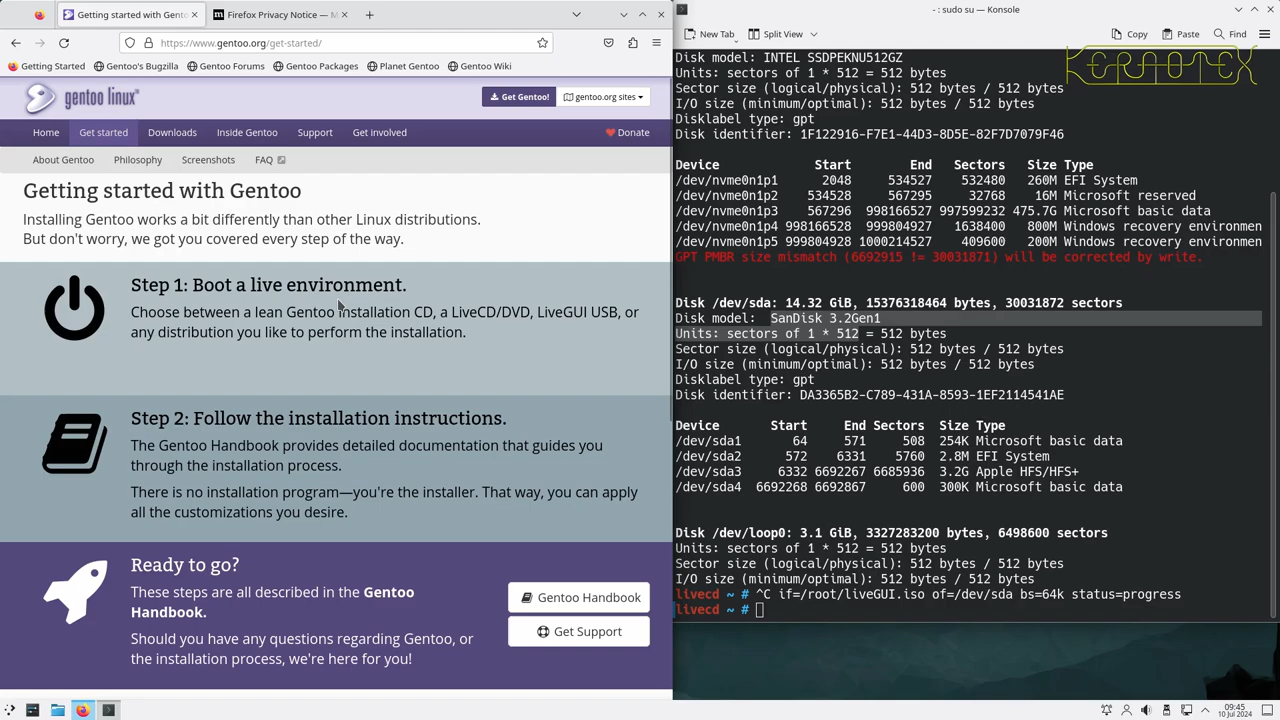 Getting started with Gento
Firefox Privacy Notice — M
https://www.gentoo.org/get-started/
Getting Started
Gentoo's Bugzilla
Gentoo Forums
Gentoo Packages
Planet Gentoo
Gentoo Wiki
gentoo linux
Get Gentoo!
gentoo.org sites
Home
Get started
Downloads
Inside Gentoo
Support
Get involved
Donate
About Gentoo
Philosophy
Screenshots
FAQ
Getting started with Gentoo
Installing Gentoo works a bit differently than other Linux distributions.
But don't worry, we got you covered every step of the way.
Step 1: Boot a live environment.
Choose between a lean Gentoo installation CD, a LiveCD/DVD, LiveGUI USB, or
any distribution you like to perform the installation.
Step 2: Follow the installation instructions.
The Gentoo Handbook provides detailed documentation that guides you
through the installation process.
There is no installation program—you're the installer. That way, you can apply
all the customizations you desire.
Ready to go?
These steps are all described in the Gentoo
Handbook.
Should you have any questions regarding Gentoo, or
the installation process, we're here for you!
Gentoo Handbook
Get Support
- : sudo su — Konsole
New Tab
Split View
Copy
Paste
Find
KERAOTEX
Disk model: INTEL SSDPEKNU512GZ
Units: sectors of 1 * 512 = 512 bytes
Sector size (logical/physical): 512 bytes / 512 bytes
I/O size (minimum/optimal): 512 bytes / 512 bytes
Disklabel type: gpt
Disk identifier: 1F122916-F7E1-44D3-8D5E-82F7D7079F46
Device Start End Sectors Size Type
/dev/nvme0n1p1 2048 534527 532480 260M EFI System
/dev/nvme0n1p2 534528 567295 32768 16M Microsoft reserved
/dev/nvme0n1p3 567296 998166527 997599232 475.7G Microsoft basic data
/dev/nvme0n1p4 998166528 999804927 1638400 800M Windows recovery environmen
/dev/nvme0n1p5 999804928 1000214527 409600 200M Windows recovery environmen
GPT PMBR size mismatch (6692915 != 30031871) will be corrected by write.
Disk /dev/sda: 14.32 GiB, 15376318464 bytes, 30031872 sectors
Disk model: SanDisk 3.2Gen1
Units: sectors of 1 * 512 = 512 bytes
Sector size (logical/physical): 512 bytes / 512 bytes
I/O size (minimum/optimal): 512 bytes / 512 bytes
Disklabel type: gpt
Disk identifier: DA3365B2-C789-431A-8593-1EF2114541AE
Device Start End Sectors Size Type
/dev/sda1 64 571 508 254K Microsoft basic data
/dev/sda2 572 6331 5760 2.8M EFI System
/dev/sda3 6332 6692267 6685936 3.2G Apple HFS/HFS+
/dev/sda4 6692268 6692867 600 300K Microsoft basic data
Disk /dev/loop0: 3.1 GiB, 3327283200 bytes, 6498600 sectors
Units: sectors of 1 * 512 = 512 bytes
Sector size (logical/physical): 512 bytes / 512 bytes
I/O size (minimum/optimal): 512 bytes / 512 bytes
livecd ~ # ^C if=/root/liveGUI.iso of=/dev/sda bs=64k status=progress
livecd ~ #
09:45
10 Jul 2024